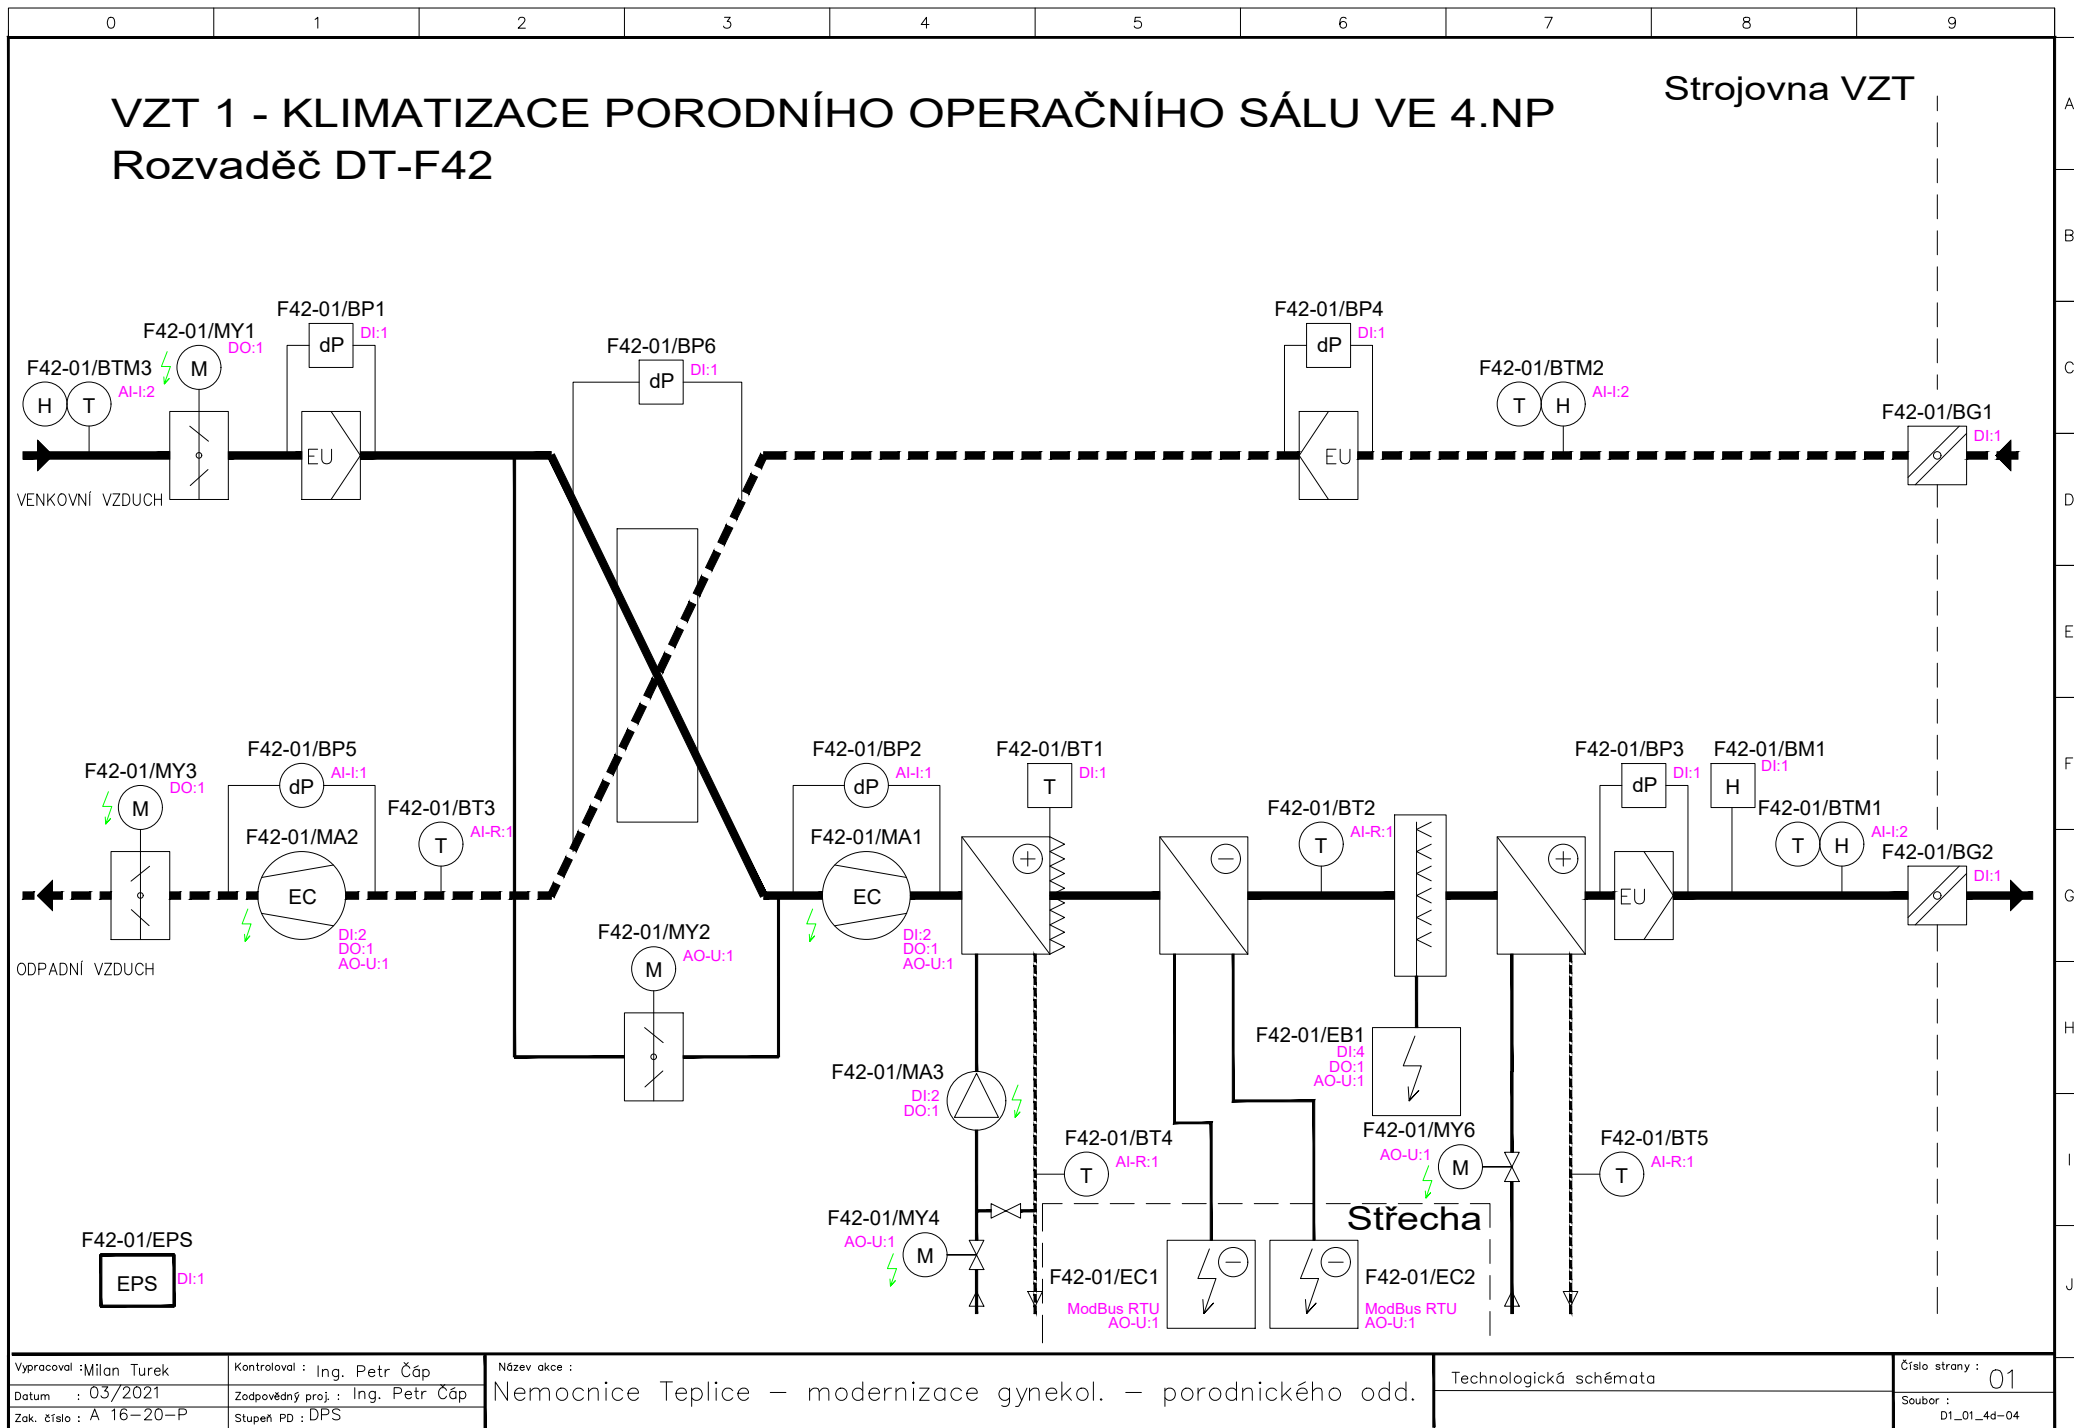 0 1 2 3 4 5 6 7 8 9
VZT 1 - KLIMATIZACE PORODNÍHO OPERAČNÍHO SÁLU VE 4.NP
Rozvaděč DT-F42
Strojovna VZT
A
B
C
D
E
F
G
H
I
J
F42-01/BTM3
H T
AI-I:2
F42-01/MY1
DO:1
M
F42-01/BP1
dP
DI:1
EU
VENKOVNÍ VZDUCH
F42-01/BP6
dP
DI:1
F42-01/BP4
dP
DI:1
EU
F42-01/BTM2
T H
AI-I:2
F42-01/BG1
DI:1
F42-01/MY3
DO:1
M
F42-01/BP5
AI-I:1
dP
F42-01/MA2
EC
DI:2
DO:1
AO-U:1
F42-01/BT3
AI-R:1
T
ODPADNÍ VZDUCH
F42-01/MY2
AO-U:1
M
F42-01/BP2
AI-I:1
dP
F42-01/MA1
EC
DI:2
DO:1
AO-U:1
F42-01/BT1
DI:1
T
F42-01/BT2
AI-R:1
T
F42-01/BP3
DI:1
dP
EU
F42-01/BM1
DI:1
H
F42-01/BTM1
AI-I:2
T H
F42-01/BG2
DI:1
F42-01/EB1
DI:4
DO:1
AO-U:1
F42-01/MA3
DI:2
DO:1
F42-01/BT4
AI-R:1
T
F42-01/MY6
AO-U:1
M
F42-01/BT5
AI-R:1
T
F42-01/MY4
AO-U:1
M
Střecha
F42-01/EC1
ModBus RTU
AO-U:1
F42-01/EC2
ModBus RTU
AO-U:1
F42-01/EPS
EPS
DI:1
Vypracoval : Milan Turek
Datum : 03/2021
Zak. číslo : A 16-20-P
Kontroloval : Ing. Petr Čáp
Zodpovědný proj. : Ing. Petr Čáp
Stupeň PD : DPS
Název akce :
Nemocnice Teplice – modernizace gynekol. – porodnického odd.
Technologická schémata
Číslo strany :
01
Soubor :
D1_01_4d-04